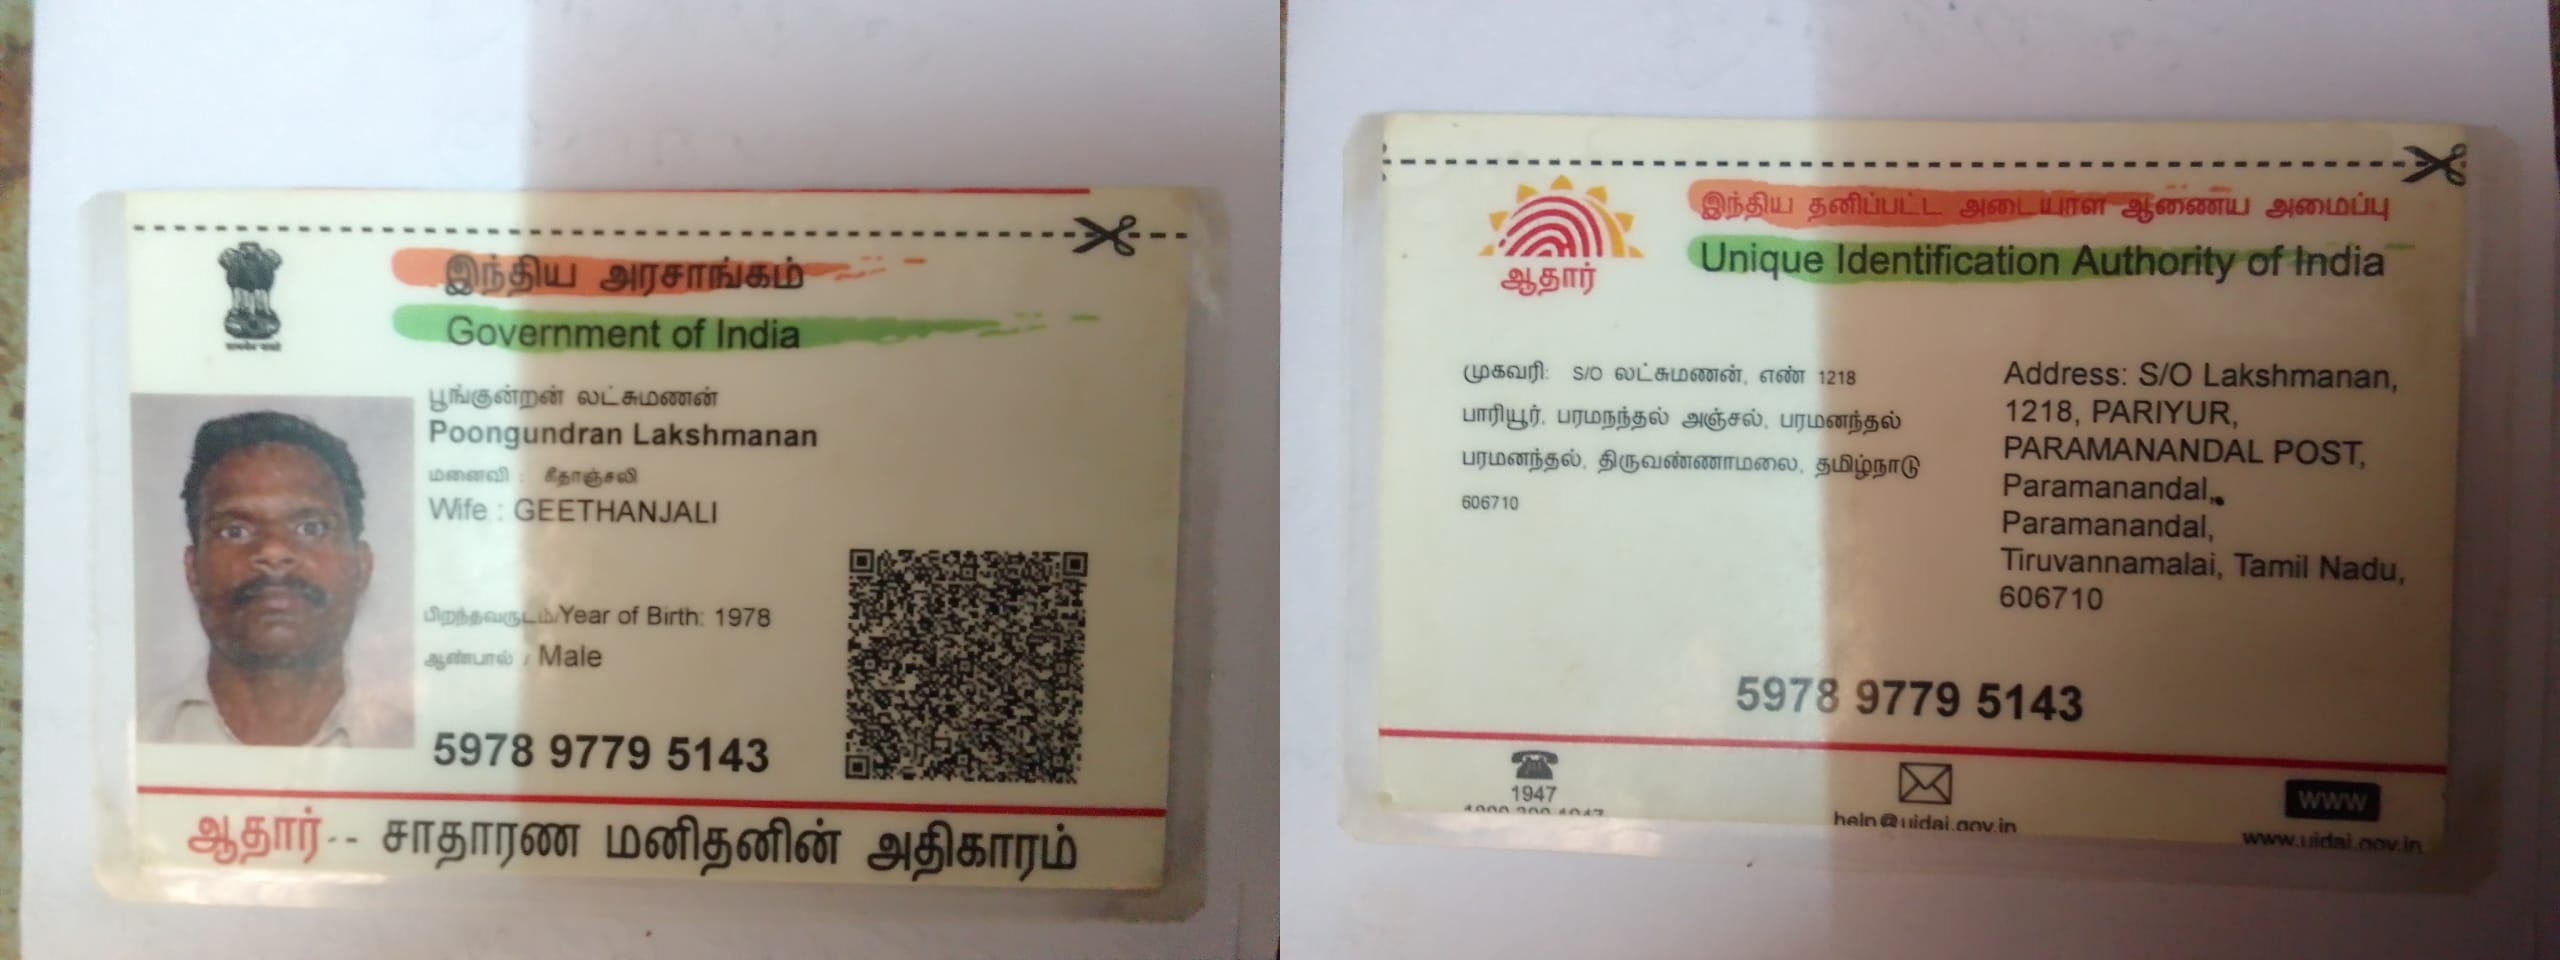 இந்திய அரசாங்கம்
Government of India
பூங்குன்றன் லட்சுமணன்
Poongundran Lakshmanan
மனைவி : கீதாஞ்சலி
Wife : GEETHANJALI
பிறந்தவருடம்/Year of Birth: 1978
ஆண்பால் / Male
5978 9779 5143
ஆதார் -- சாதாரண மனிதனின் அதிகாரம்
இந்திய தனிப்பட்ட அடையாள ஆணைய அமைப்பு
Unique Identification Authority of India
ஆதார்
முகவரி: S/O லட்சுமணன், எண் 1218
பாரியூர், பரமநந்தல் அஞ்சல், பரமனந்தல்
பரமனந்தல், திருவண்ணாமலை, தமிழ்நாடு
606710
Address: S/O Lakshmanan,
1218, PARIYUR,
PARAMANANDAL POST,
Paramanandal,
Paramanandal,
Tiruvannamalai, Tamil Nadu,
606710
5978 9779 5143
1947
help@uidai.gov.in
WWW
www.uidai.gov.in